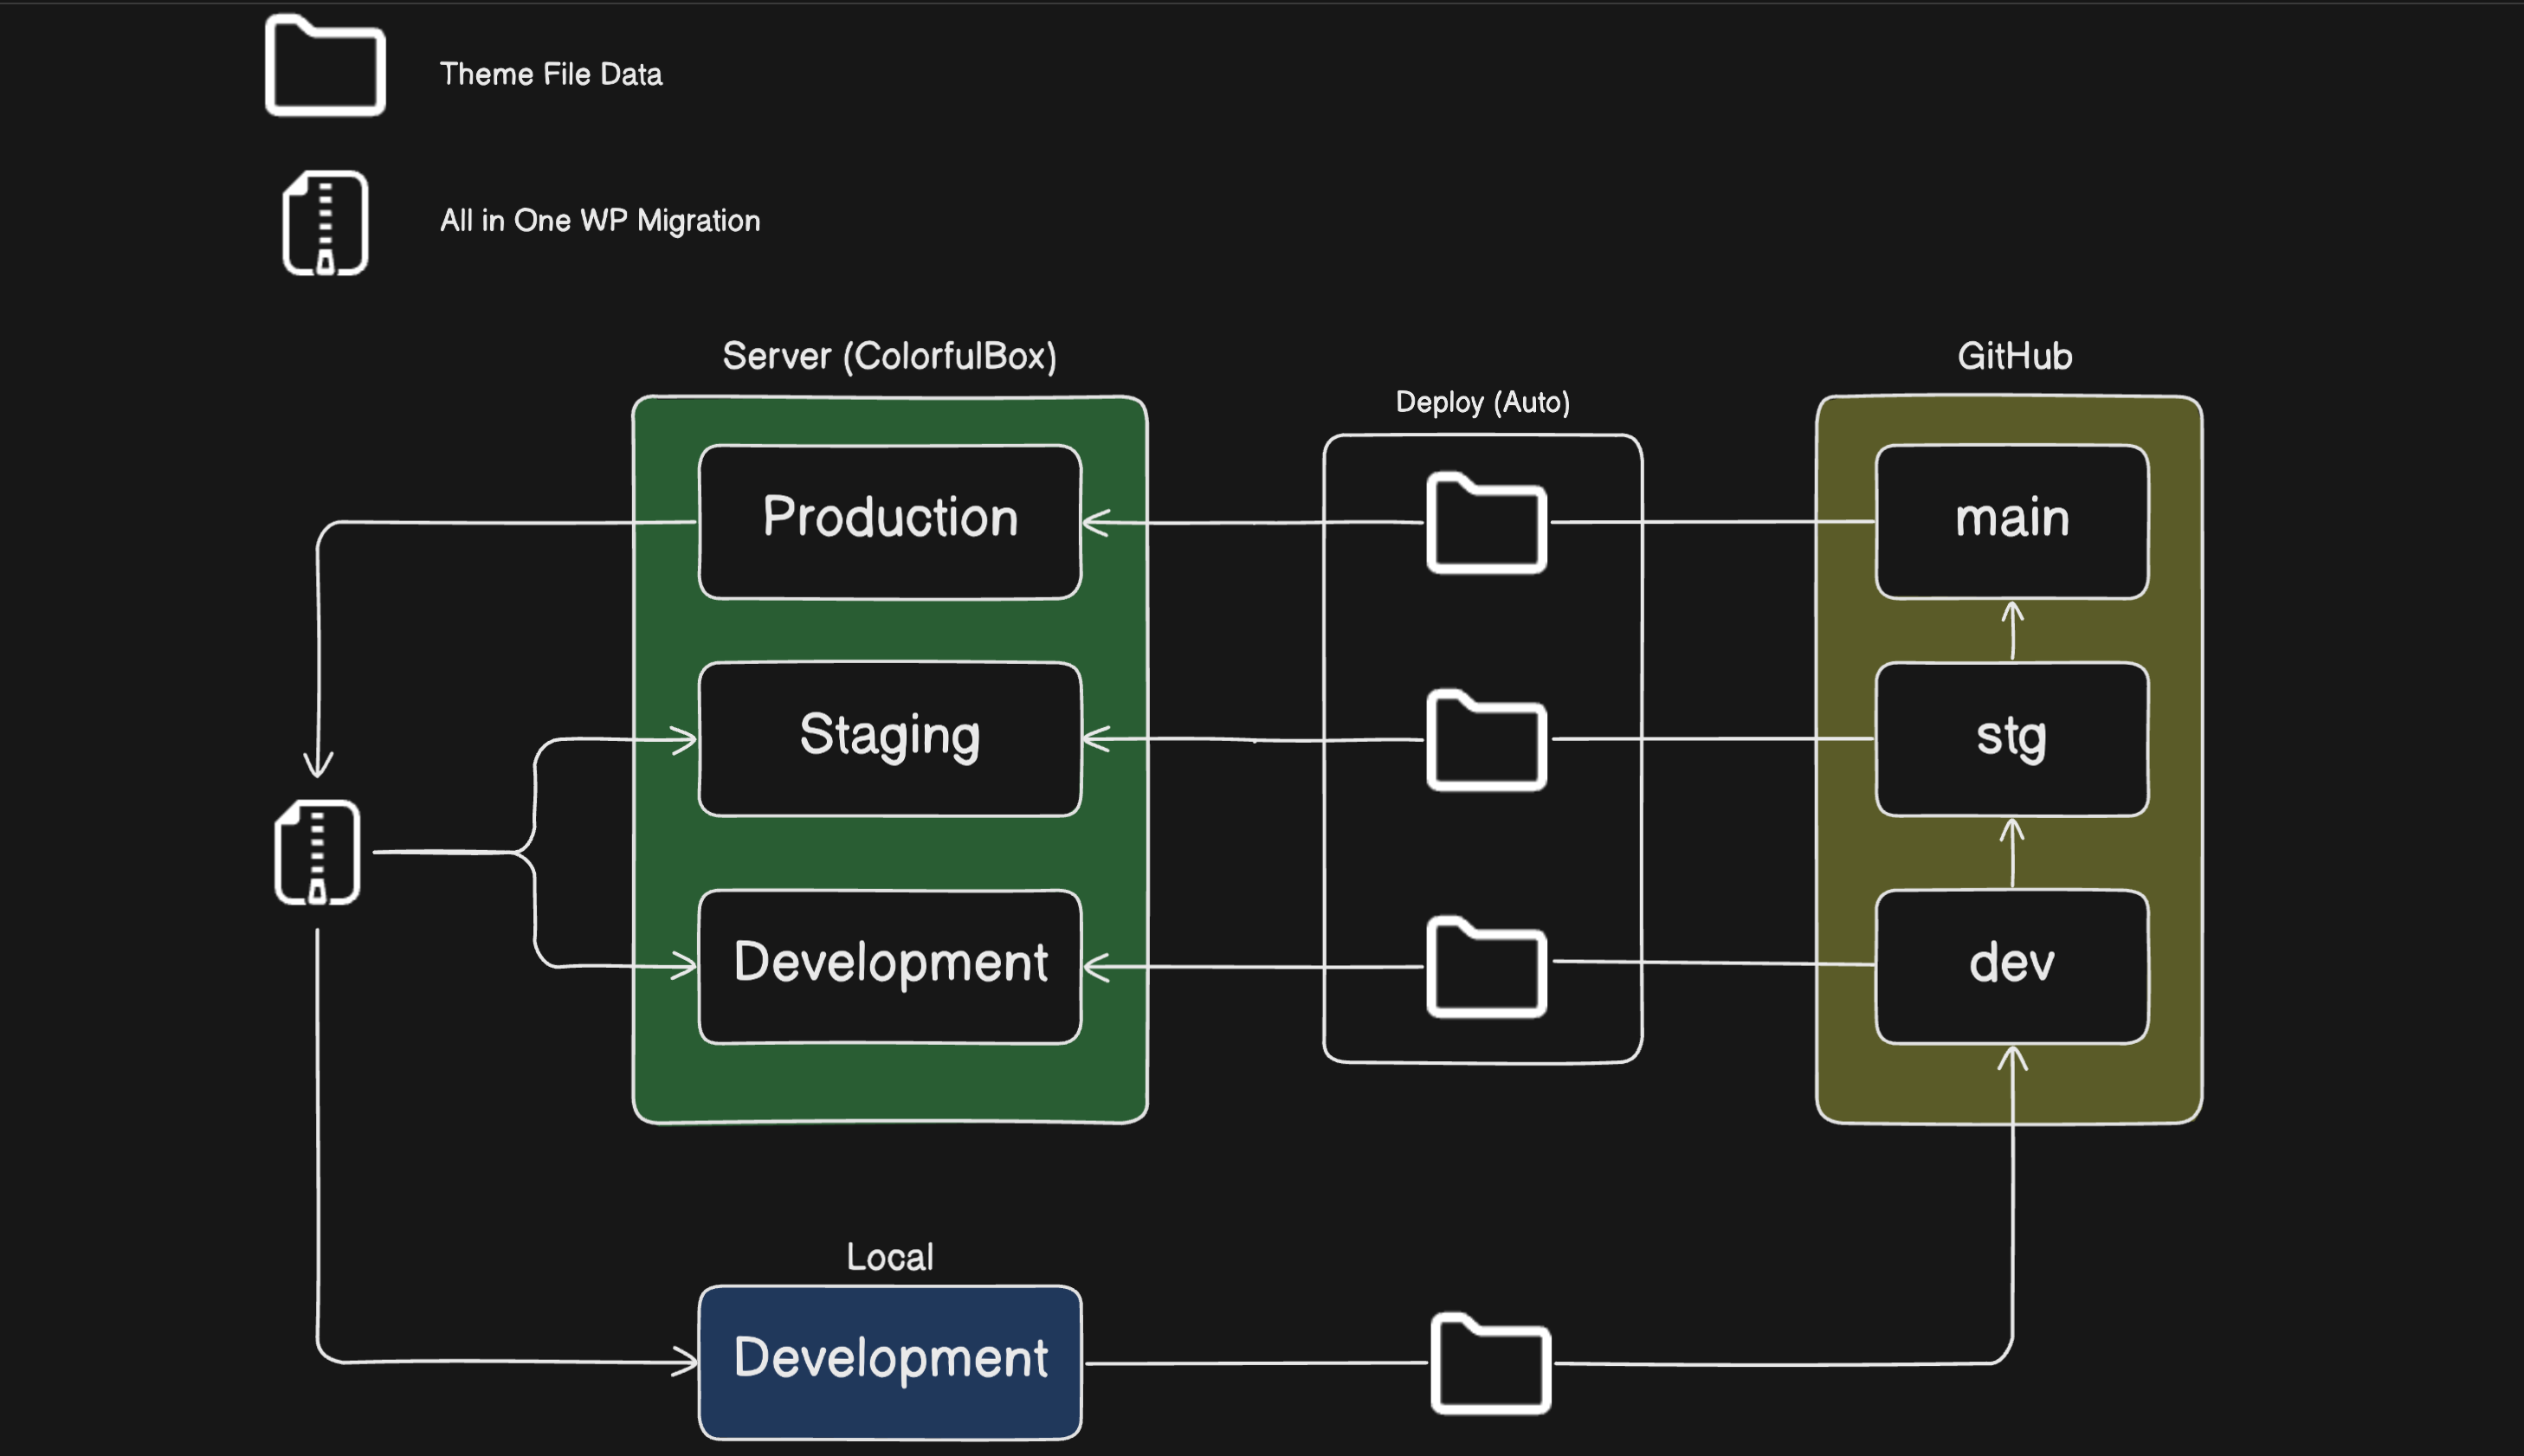 Theme File Data
All in One WP Migration
Server (ColorfulBox)
GitHub
Deploy (Auto)
Production
main
Staging
stg
Development
dev
Local
Development